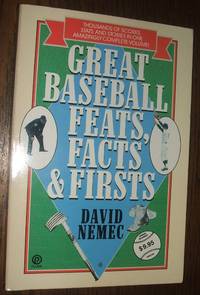 THOUSANDS OF SCORES,
STATS AND STORIES IN ONE
AMAZINGLY COMPLETE VOLUME!
GREAT
BASEBALL
FEATS,
FACTS
& FIRSTS
DAVID
NEMEC
$9.95